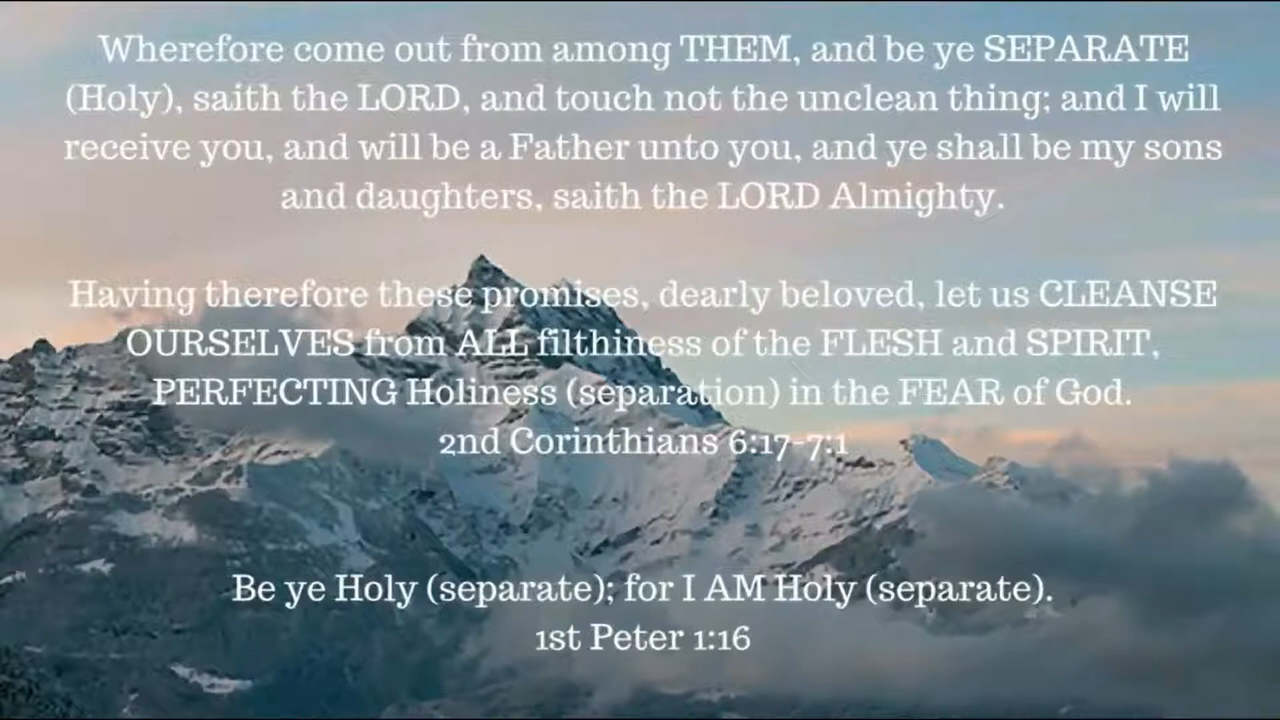 Wherefore come out from among THEM, and be ye SEPARATE
(Holy), saith the LORD, and touch not the unclean thing; and I will
receive you, and will be a Father unto you, and ye shall be my sons
and daughters, saith the LORD Almighty.
Having therefore these promises, dearly beloved, let us CLEANSE
OURSELVES from ALL filthiness of the FLESH and SPIRIT,
PERFECTING Holiness (separation) in the FEAR of God.
2nd Corinthians 6:17-7:1
Be ye Holy (separate); for I AM Holy (separate).
1st Peter 1:16